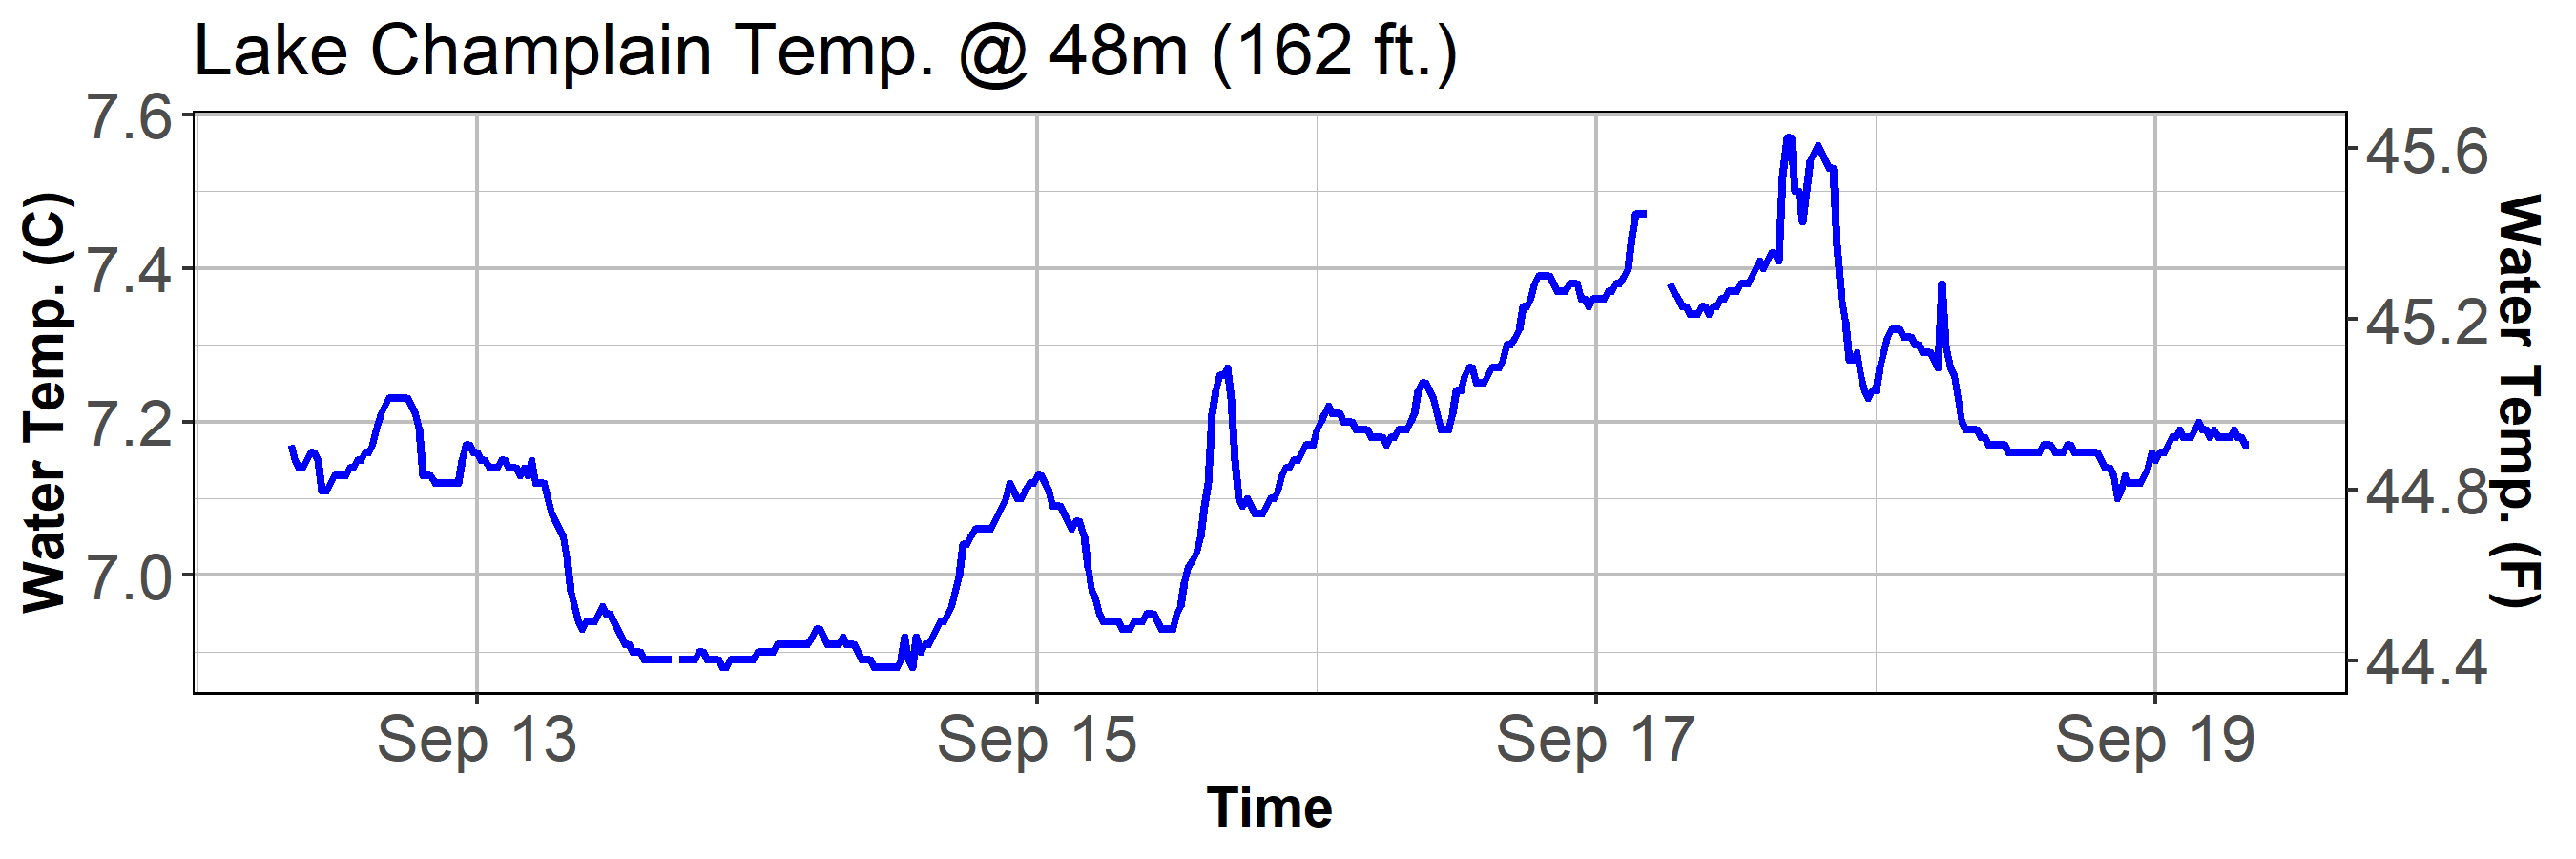 Lake Champlain Temp. @ 48m (162 ft.)
Water Temp. (C)
7.6
7.4
7.2
7.0
45.6
45.2
44.8
44.4
Water Temp. (F)
Sep 13 Sep 15 Sep 17 Sep 19
Time